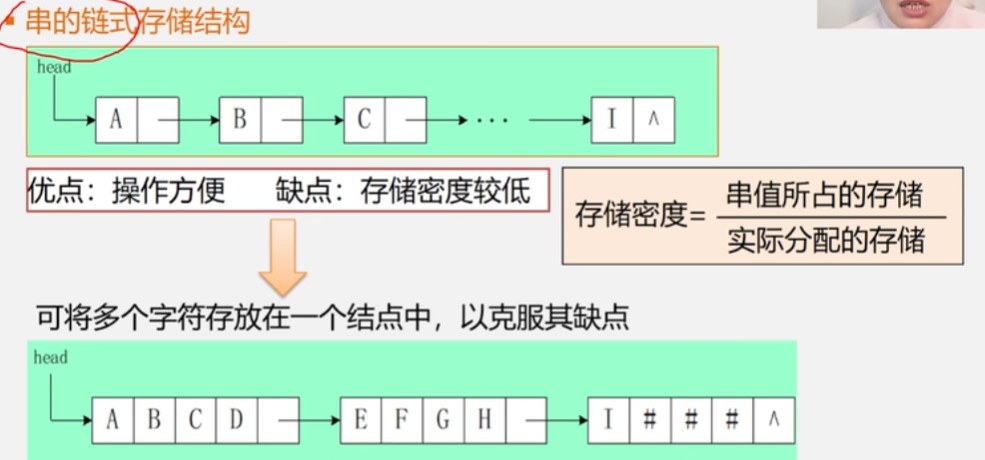 串的链式存储结构
head
A B C ··· I ∧
优点：操作方便 缺点：存储密度较低
存储密度= 串值所占的存储
实际分配的存储
可将多个字符存放在一个结点中，以克服其缺点
head
A B C D E F G H I # # # ∧